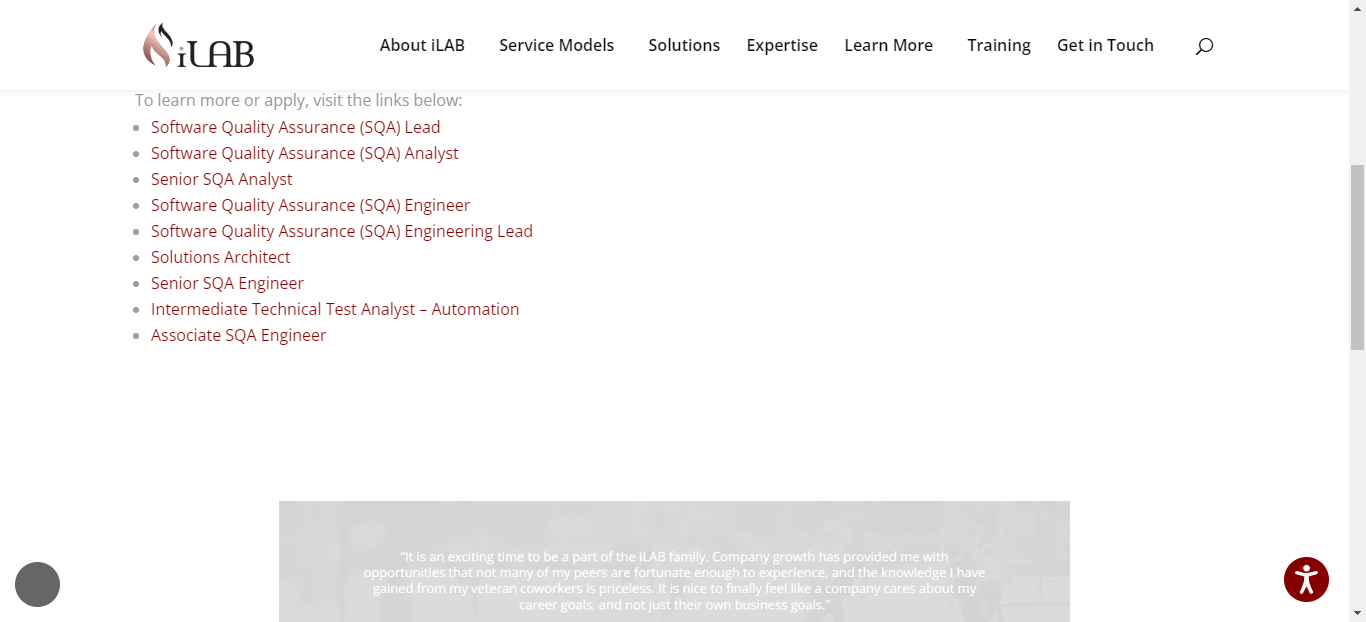 iLAB
About iLAB
Service Models
Solutions
Expertise
Learn More
Training
Get in Touch
To learn more or apply, visit the links below:
Software Quality Assurance (SQA) Lead
Software Quality Assurance (SQA) Analyst
Senior SQA Analyst
Software Quality Assurance (SQA) Engineer
Software Quality Assurance (SQA) Engineering Lead
Solutions Architect
Senior SQA Engineer
Intermediate Technical Test Analyst – Automation
Associate SQA Engineer
"It is an exciting time to be a part of the iLAB family. Company growth has provided me with
opportunities that not many of my peers are fortunate enough to experience, and the knowledge I have
gained from my veteran coworkers is priceless. It is nice to finally feel like a company cares about my
career goals, and not just their own business goals."